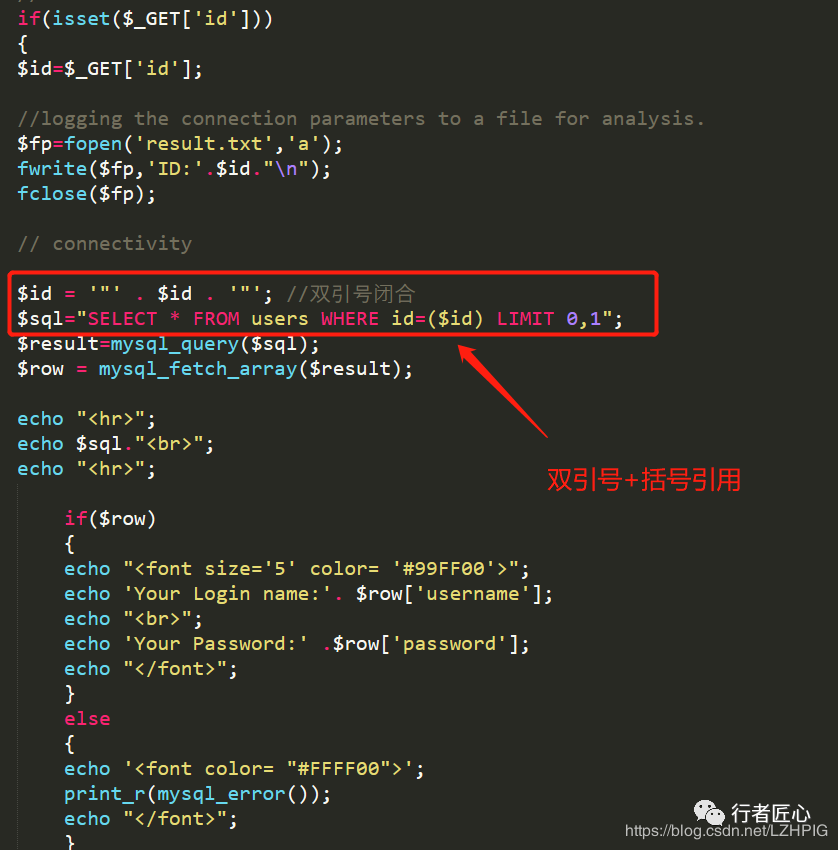 //
if(isset($_GET['id']))
{
$id=$_GET['id'];
//logging the connection parameters to a file for analysis.
$fp=fopen('result.txt','a');
fwrite($fp,'ID:'.$id."\n");
fclose($fp);
// connectivity
$id = '"' . $id . '"'; //双引号闭合
$sql="SELECT * FROM users WHERE id=($id) LIMIT 0,1";
$result=mysql_query($sql);
$row = mysql_fetch_array($result);
echo "<hr>";
echo $sql."<br>";
echo "<hr>";
双引号+括号引用
if($row)
{
echo "<font size='5' color= '#99FF00'>";
echo 'Your Login name:'. $row['username'];
echo "<br>";
echo 'Your Password:' .$row['password'];
echo "</font>";
}
else
{
echo '<font color= "#FFFF00">';
print_r(mysql_error());
echo "</font>";
}
行者匠心
https://blog.csdn.net/LZHPIG